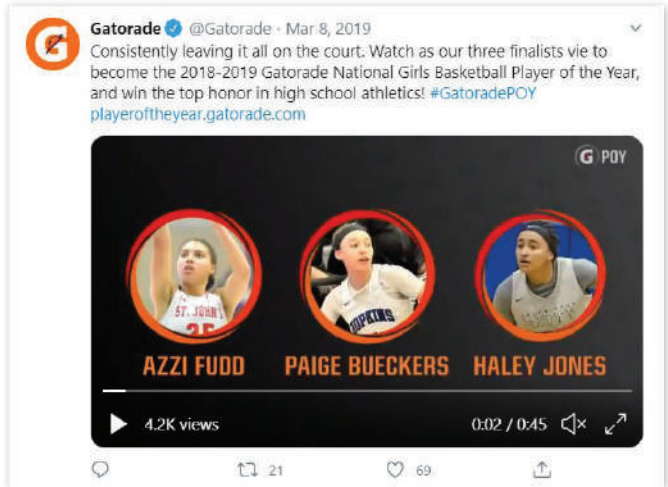 Gatorade @Gatorade · Mar 8, 2019
Consistently leaving it all on the court. Watch as our three finalists vie to
become the 2018-2019 Gatorade National Girls Basketball Player of the Year,
and win the top honor in high school athletics! #GatoradePOY
playeroftheyear.gatorade.com
G POY
ST. JOHN'S
HOPKINS
AZZI FUDD PAIGE BUECKERS HALEY JONES
4.2K views 0:02 / 0:45
21 69